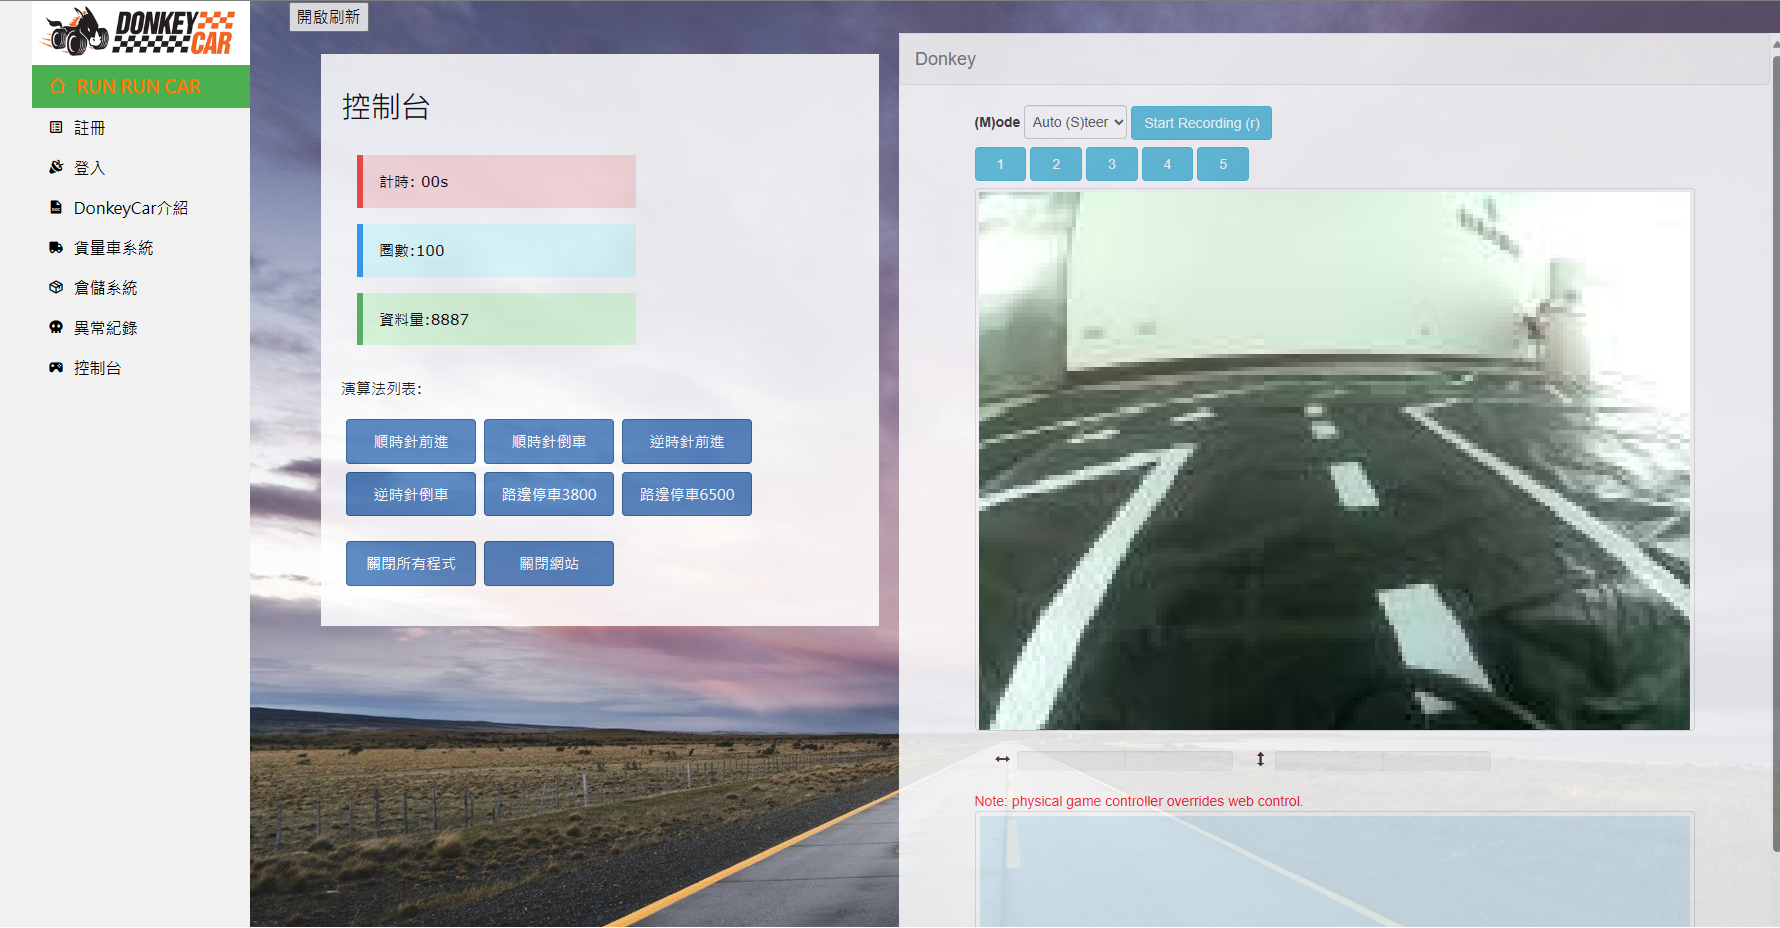 DONKEY
CAR
RUN RUN CAR
註冊
登入
DonkeyCar介紹
貨量車系統
倉儲系統
異常紀錄
控制台
開啟刷新
控制台
計時: 00s
圈數:100
資料量:8887
演算法列表:
順時針前進
順時針倒車
逆時針前進
逆時針倒車
路邊停車3800
路邊停車6500
關閉所有程式
關閉網站
Donkey
(M)ode Auto (S)teer Start Recording (r)
1 2 3 4 5
Note: physical game controller overrides web control.